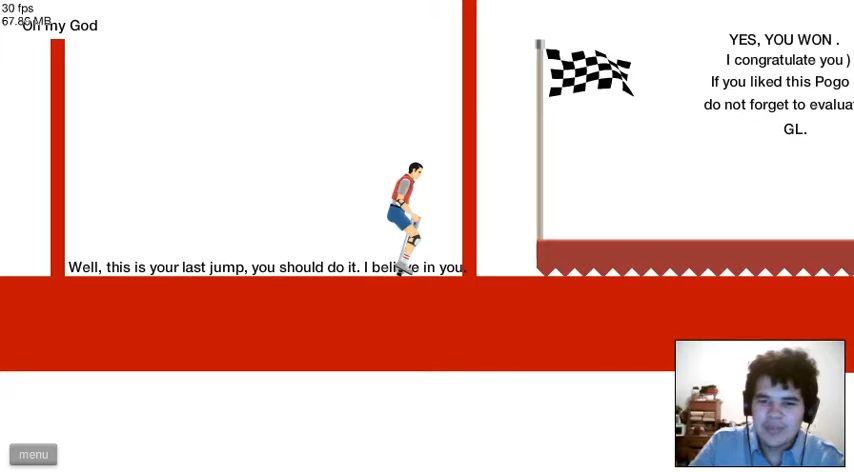 30 fps
67.86 MB
Oh my God
YES, YOU WON .
I congratulate you )
If you liked this Pogo
do not forget to evalua
GL.
Well, this is your last jump, you should do it. I believe in you.
menu